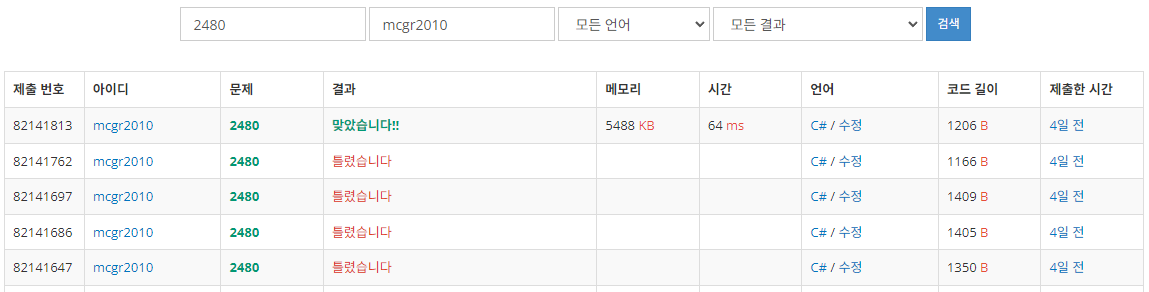 2480 mcgr2010 모든 언어 모든 결과 검색
제출 번호 아이디 문제 결과 메모리 시간 언어 코드 길이 제출한 시간
82141813 mcgr2010 2480 맞았습니다!! 5488 KB 64 ms C# / 수정 1206 B 4일 전
82141762 mcgr2010 2480 틀렸습니다 C# / 수정 1166 B 4일 전
82141697 mcgr2010 2480 틀렸습니다 C# / 수정 1409 B 4일 전
82141686 mcgr2010 2480 틀렸습니다 C# / 수정 1405 B 4일 전
82141647 mcgr2010 2480 틀렸습니다 C# / 수정 1350 B 4일 전